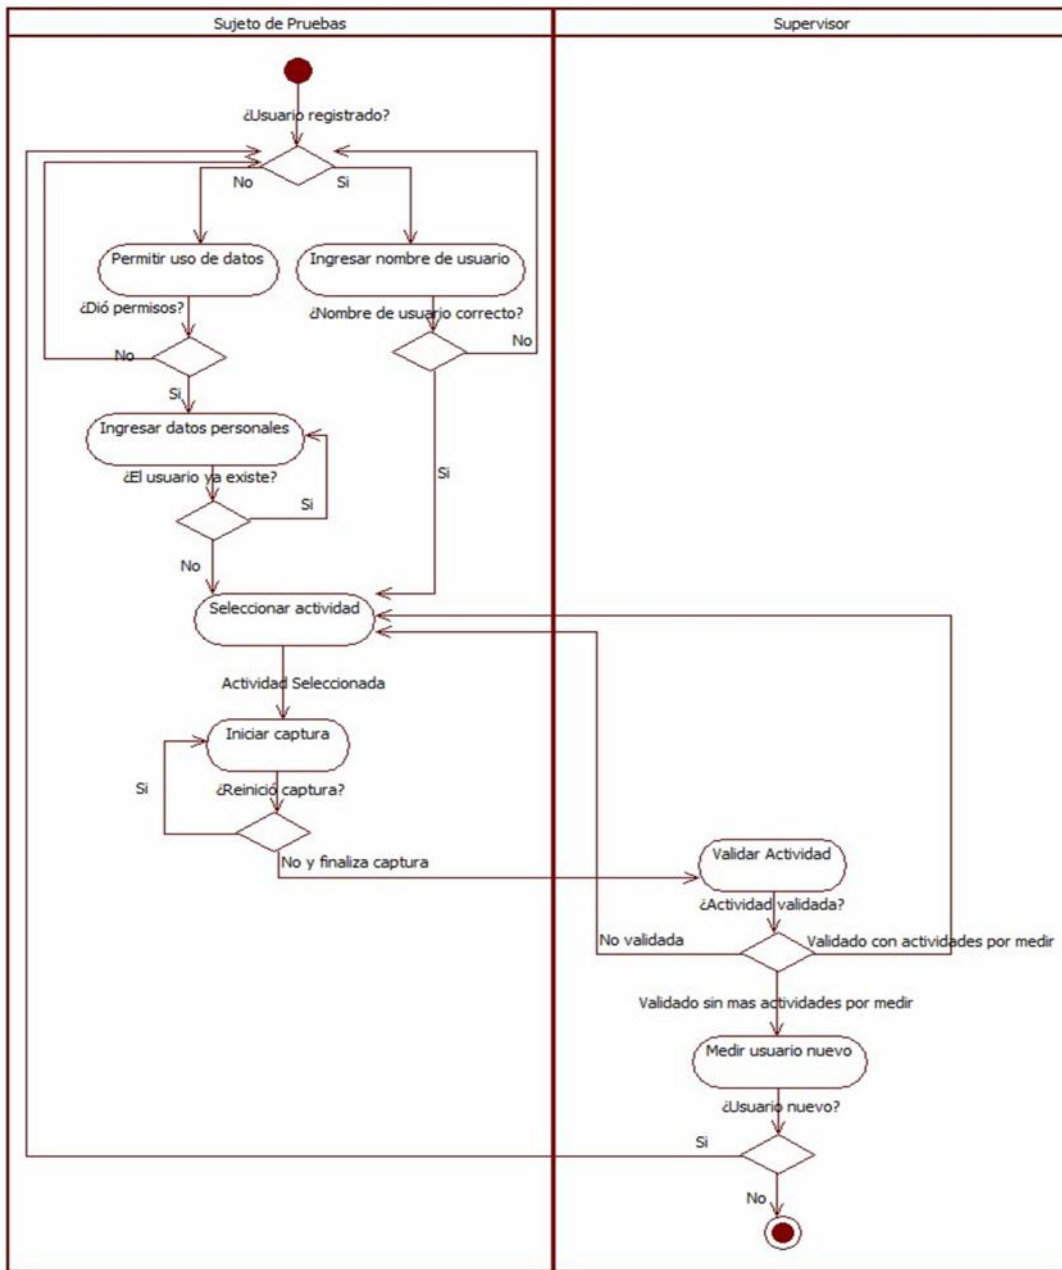 Sujeto de Pruebas
Supervisor
¿Usuario registrado?
No
Si
Permitir uso de datos
Ingresar nombre de usuario
¿Dió permisos?
¿Nombre de usuario correcto?
No
No
Si
Ingresar datos personales
¿El usuario ya existe?
Si
Si
No
Seleccionar actividad
Actividad Seleccionada
Iniciar captura
Si
¿Reinició captura?
No y finaliza captura
Validar Actividad
¿Actividad validada?
No validada
Validado con actividades por medir
Validado sin mas actividades por medir
Medir usuario nuevo
¿Usuario nuevo?
Si
No